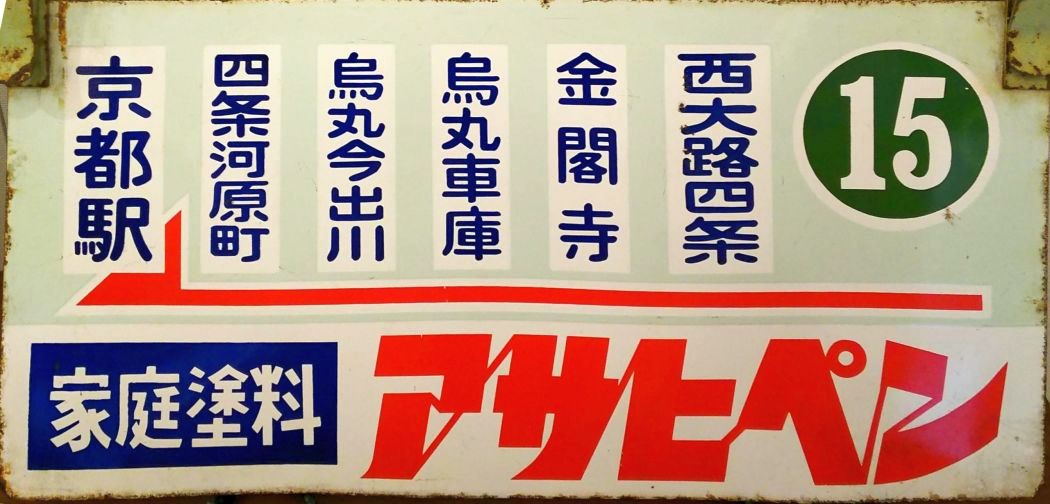 15
西大路四条
金閣寺
烏丸車庫
烏丸今出川
四条河原町
京都駅
家庭塗料
アサヒペン